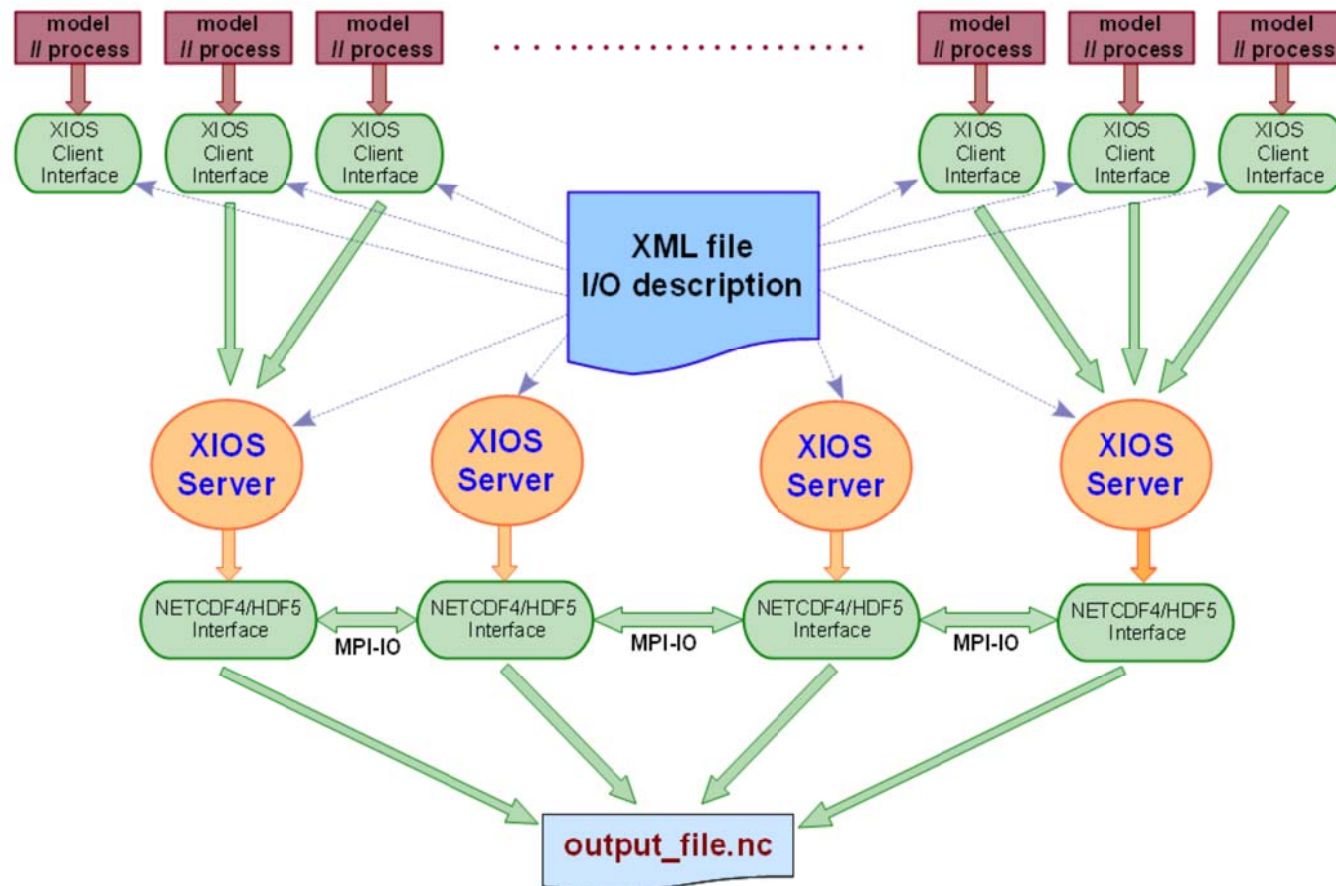 model
// process
model
// process
model
// process
model
// process
model
// process
model
// process
XIOS
Client
Interface
XIOS
Client
Interface
XIOS
Client
Interface
XIOS
Client
Interface
XIOS
Client
Interface
XIOS
Client
Interface
XML file
I/O description
XIOS
Server
XIOS
Server
XIOS
Server
XIOS
Server
NETCDF4/HDF5
Interface
NETCDF4/HDF5
Interface
NETCDF4/HDF5
Interface
NETCDF4/HDF5
Interface
MPI-IO
MPI-IO
MPI-IO
output_file.nc